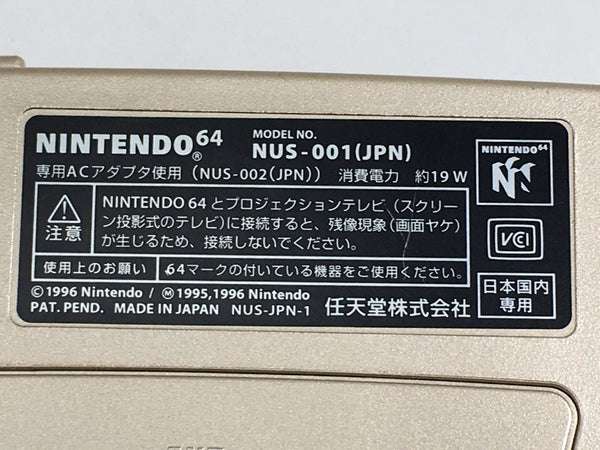 NINTENDO64® MODEL NO. NUS-001(JPN)
専用ACアダプタ使用（NUS-002(JPN)） 消費電力 約19W
NINTENDO64
N
VCI
注意
NINTENDO 64 とプロジェクションテレビ（スクリーン投影式のテレビ）に接続すると、残像現象（画面ヤケ）
が生じるため、接続しないでください。
使用上のお願い 64マークの付いている機器をご使用ください。
© 1996 Nintendo / Ⓜ 1995,1996 Nintendo
PAT. PEND. MADE IN JAPAN NUS-JPN-1
任天堂株式会社
日本国内
専用